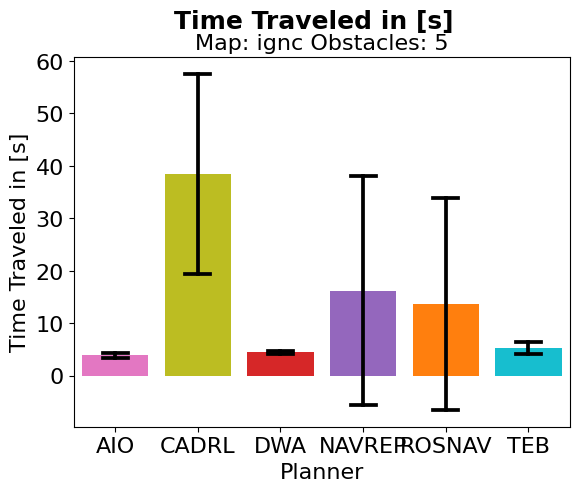 Time Traveled in [s]
Map: ignc Obstacles: 5
Time Traveled in [s]
60
50
40
30
20
10
0
AIO CADRL DWA NAVREP ROSNAV TEB
Planner